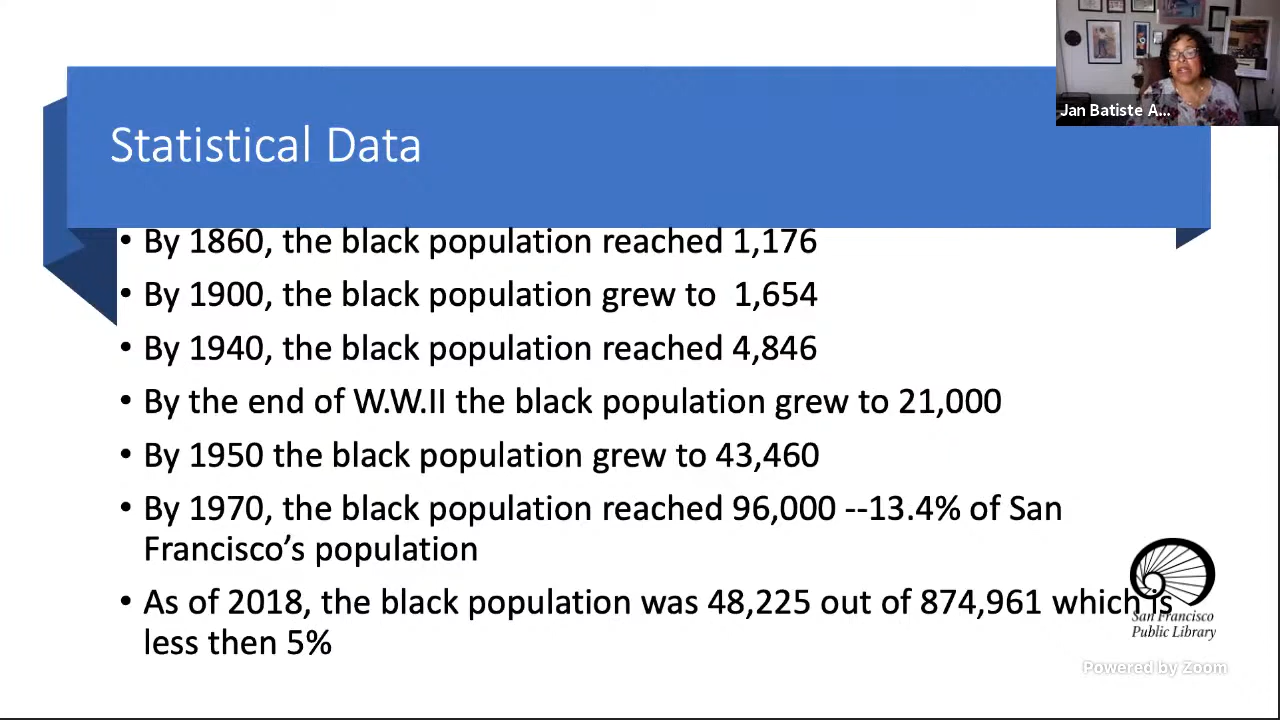 Jan Batiste A...
Statistical Data
• By 1860, the black population reached 1,176
• By 1900, the black population grew to 1,654
• By 1940, the black population reached 4,846
• By the end of W.W.II the black population grew to 21,000
• By 1950 the black population grew to 43,460
• By 1970, the black population reached 96,000 --13.4% of San
Francisco's population
• As of 2018, the black population was 48,225 out of 874,961 which is
less then 5%
San Francisco
Public Library
Powered by Zoom